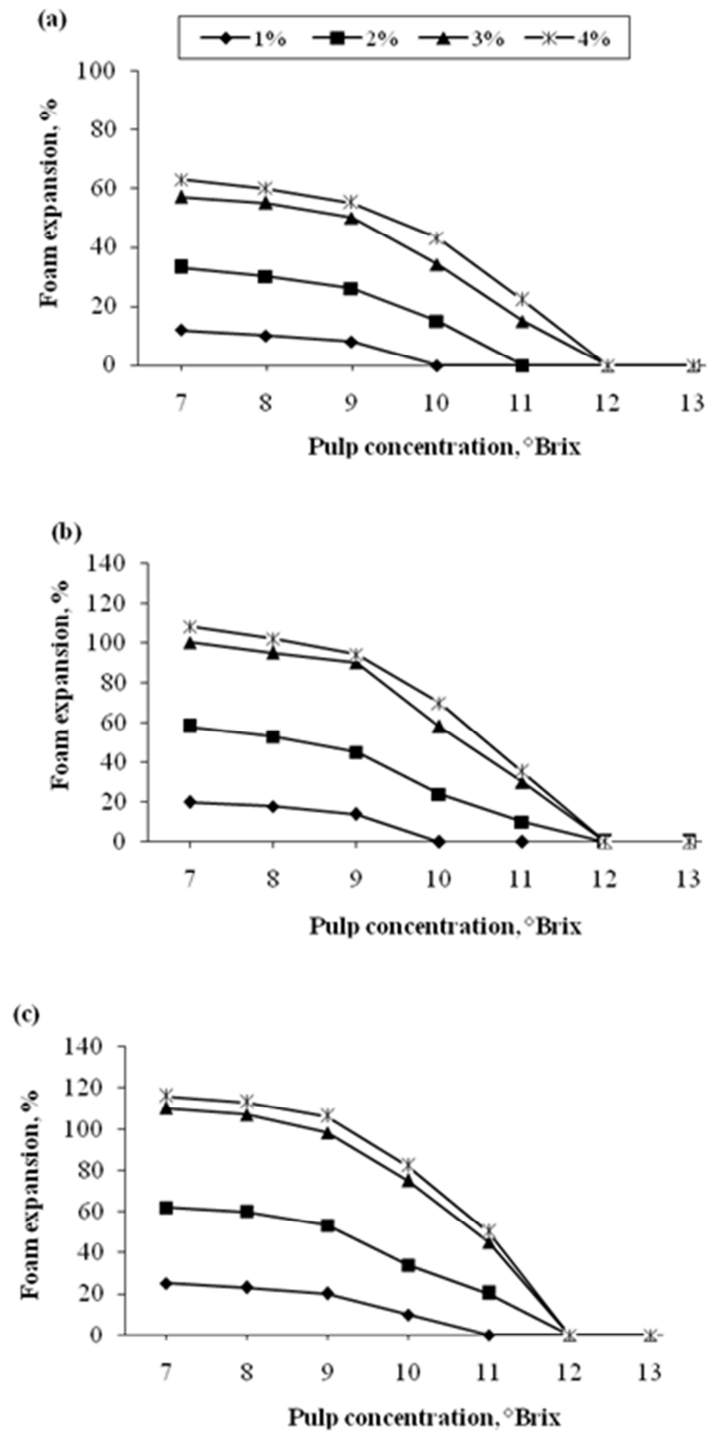 (a)
1% 2% 3% 4%
Foam expansion, %
100
80
60
40
20
0
7 8 9 10 11 12 13
Pulp concentration, °Brix
(b)
Foam expansion, %
140
120
100
80
60
40
20
0
7 8 9 10 11 12 13
Pulp concentration, °Brix
(c)
Foam expansion, %
140
120
100
80
60
40
20
0
7 8 9 10 11 12 13
Pulp concentration, °Brix